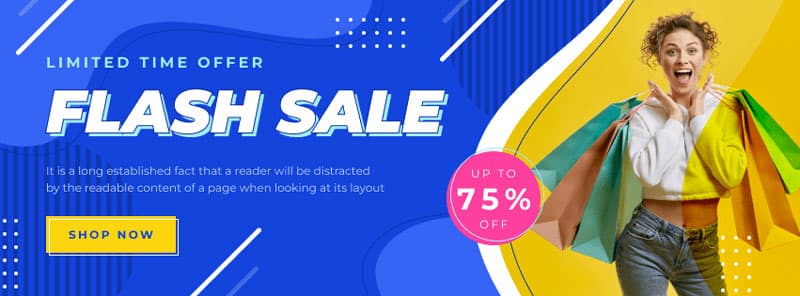 LIMITED TIME OFFER
FLASH SALE
It is a long established fact that a reader will be distracted
by the readable content of a page when looking at its layout
SHOP NOW
UP TO
75%
OFF